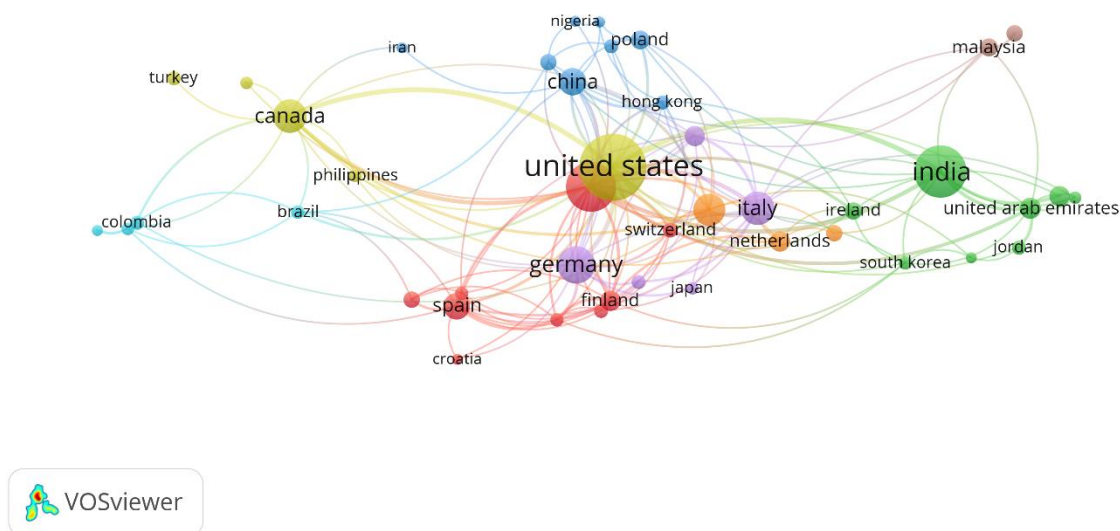 nigeria
iran
poland
malaysia
turkey
china
hong kong
canada
united states
philippines
india
colombia
brazil
italy
ireland
united arab emirates
switzerland
netherlands
jordan
germany
south korea
japan
spain
finland
croatia
VOSviewer